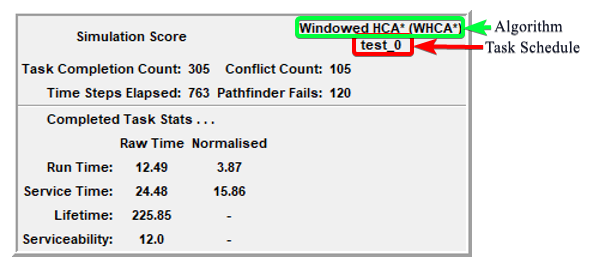 Simulation Score
Windowed HCA* (WHCA*)
Algorithm
test_0
Task Schedule
Task Completion Count: 305 Conflict Count: 105
Time Steps Elapsed: 763 Pathfinder Fails: 120
Completed Task Stats . . .
Raw Time Normalised
Run Time: 12.49 3.87
Service Time: 24.48 15.86
Lifetime: 225.85 -
Serviceability: 12.0 -